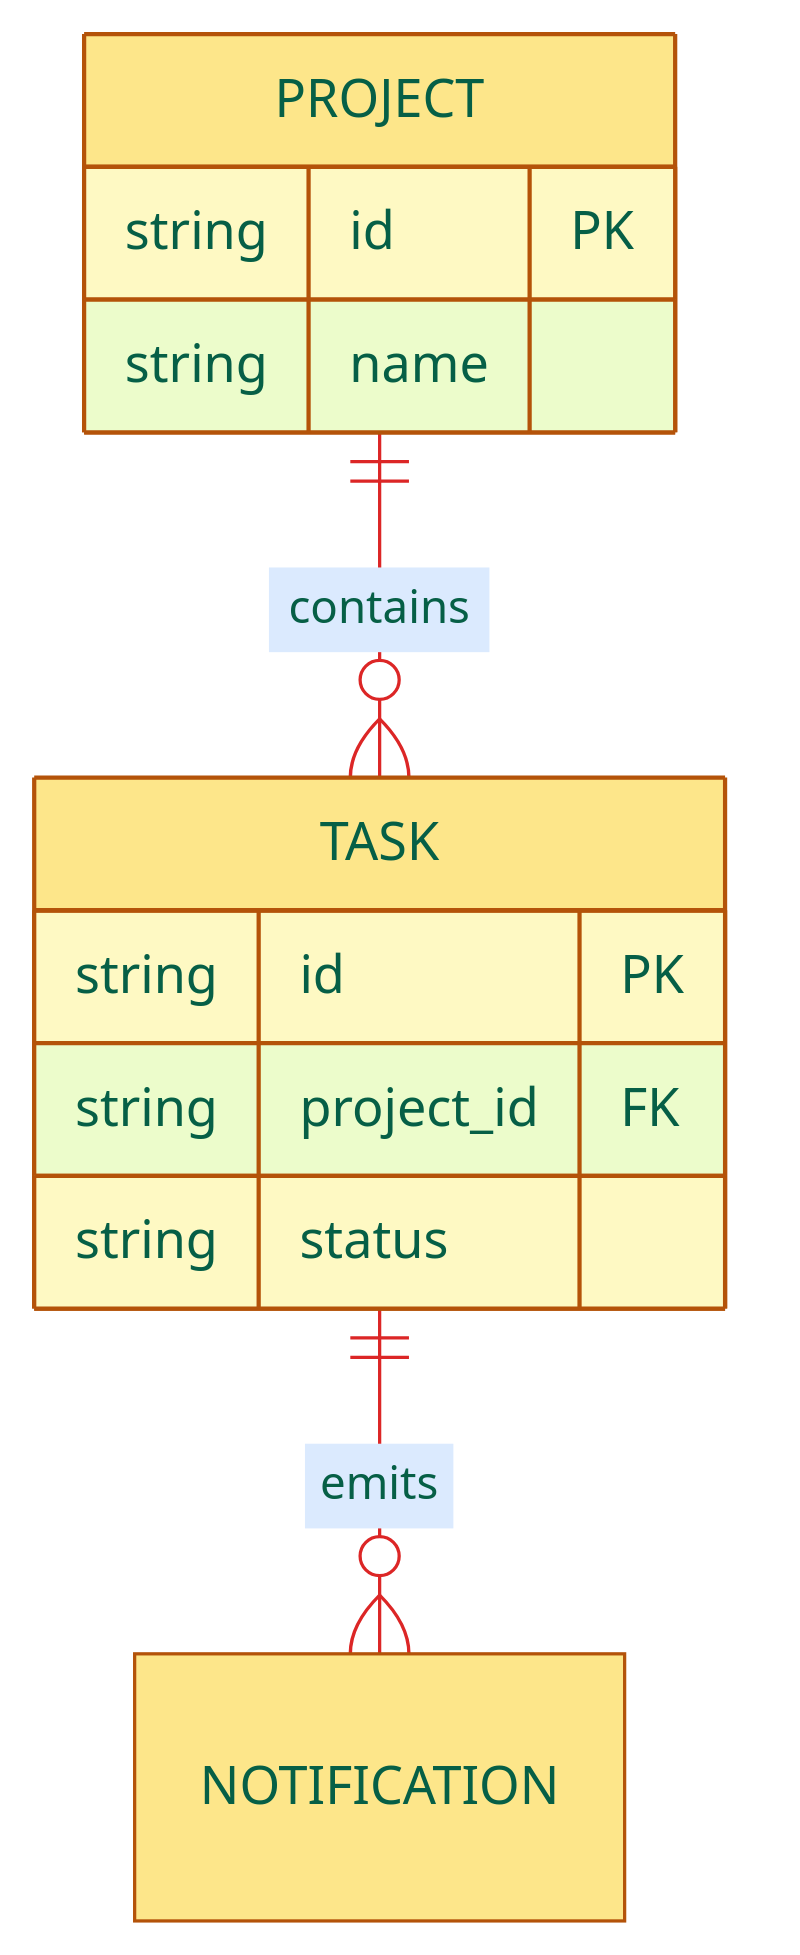 PROJECT
string id PK
string name
contains
TASK
string id PK
string project_id FK
string status
emits
NOTIFICATION